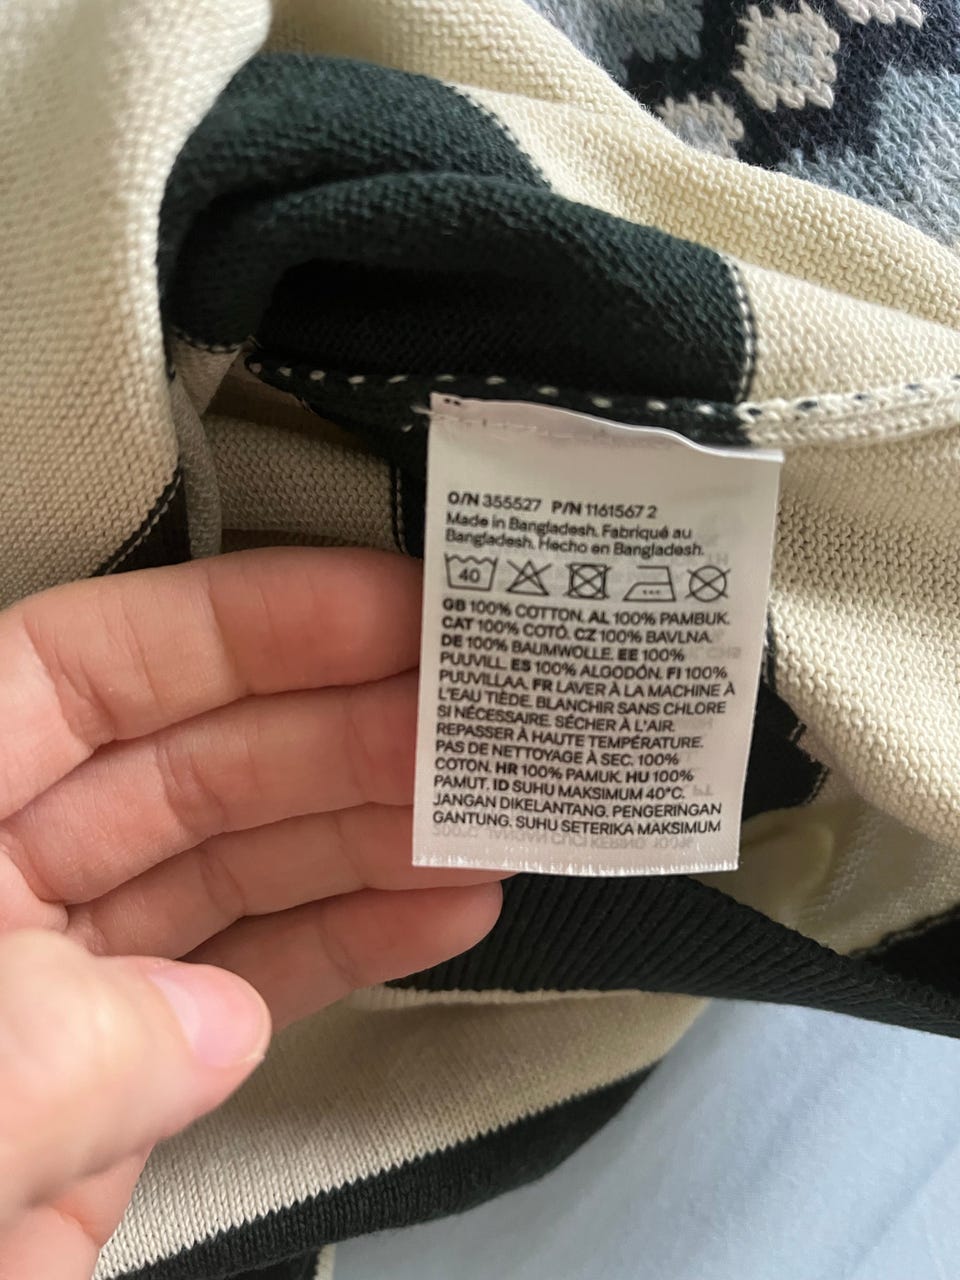 O/N 355527 P/N 1161567 2
Made in Bangladesh. Fabriqué au
Bangladesh. Hecho en Bangladesh.
40
GB 100% COTTON. AL 100% PAMBUK.
CAT 100% COTÓ. CZ 100% BAVLNA.
DE 100% BAUMWOLLE. EE 100%
PUUVILL. ES 100% ALGODÓN. FI 100%
PUUVILLAA. FR LAVER À LA MACHINE À
L'EAU TIÈDE. BLANCHIR SANS CHLORE
SI NÉCESSAIRE. SÉCHER À L'AIR.
REPASSER À HAUTE TEMPÉRATURE.
PAS DE NETTOYAGE À SEC. 100%
COTON. HR 100% PAMUK. HU 100%
PAMUT. ID SUHU MAKSIMUM 40°C.
JANGAN DIKELANTANG. PENGERINGAN
GANTUNG. SUHU SETERIKA MAKSIMUM